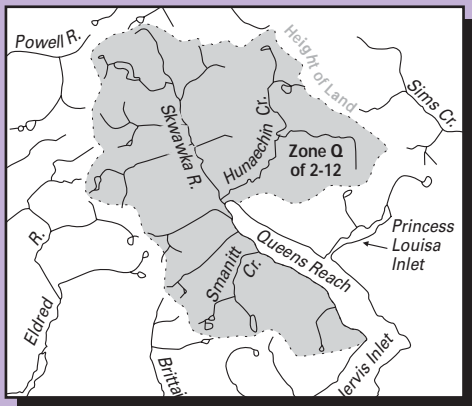 Powell R.
Height of Land
Sims Cr.
Skwawka R.
Hunaechin Cr.
Zone Q
of 2-12
Princess
Louisa
Inlet
Queens Reach
Smanitt
Cr.
Eldred
R.
Brittai
Jervis Inlet